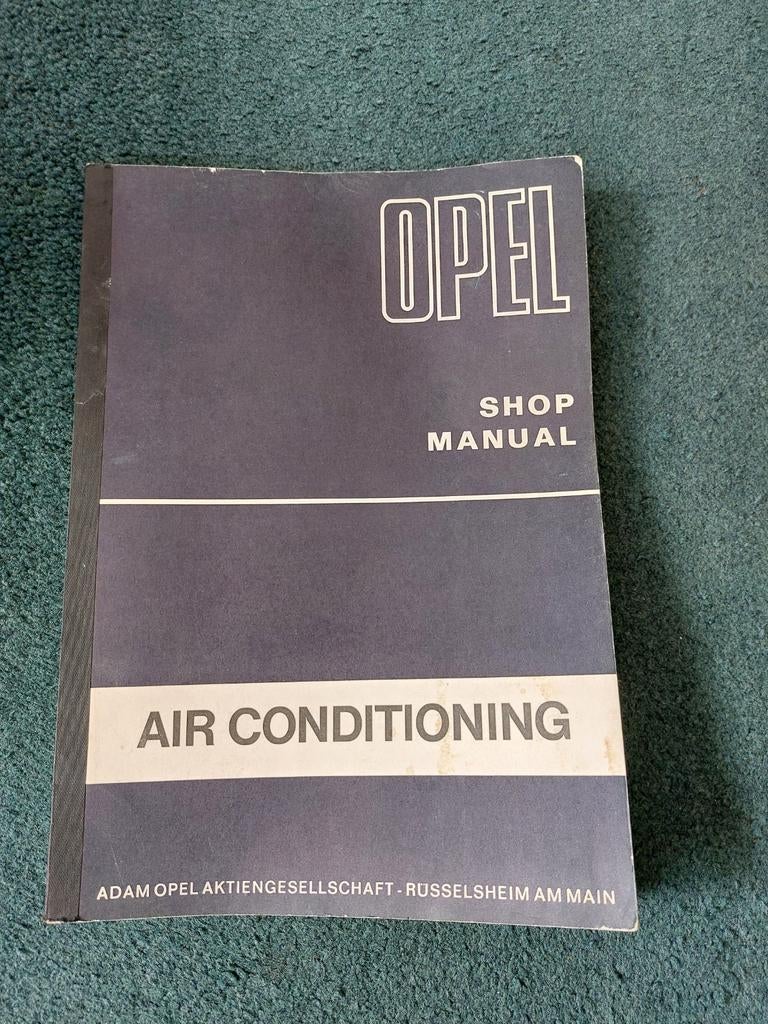 OPEL
SHOP
MANUAL
AIR CONDITIONING
ADAM OPEL AKTIENGESELLSCHAFT - RÜSSELSHEIM AM MAIN